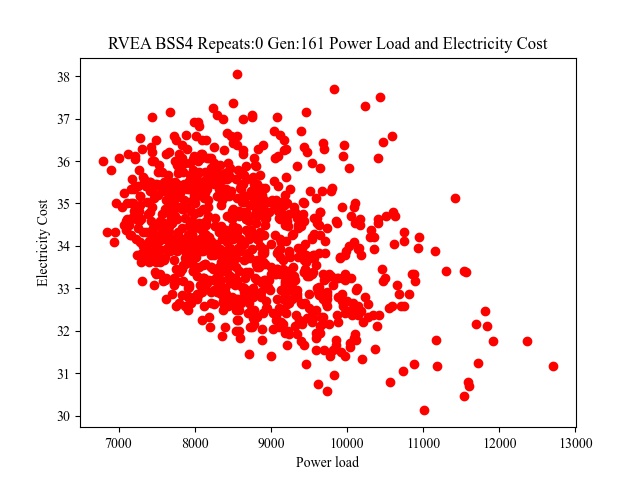 RVEA BSS4 Repeats:0 Gen:161 Power Load and Electricity Cost
38
37
36
35
34
33
32
31
30
Electricity Cost
7000 8000 9000 10000 11000 12000 13000
Power load